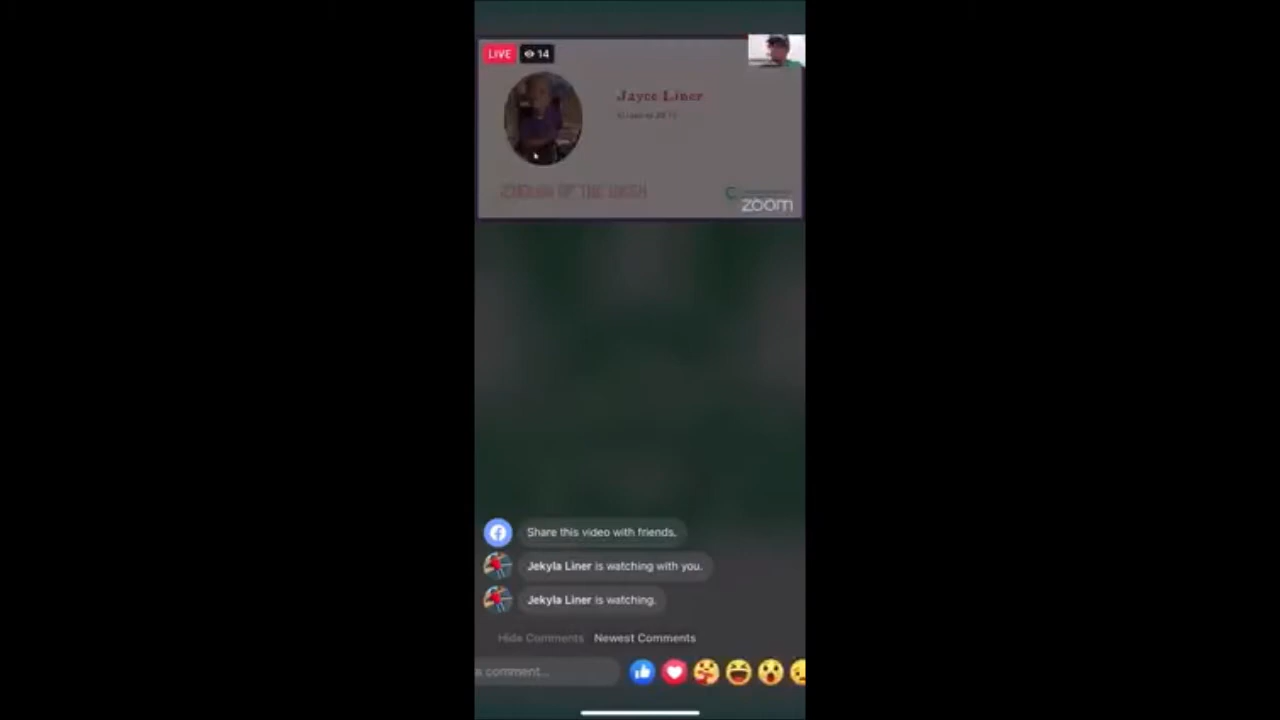 LIVE 14
Jayce Liner
zoom
Share this video with friends.
Jekyla Liner is watching with you.
Jekyla Liner is watching.
Hide Comments Newest Comments
comment...